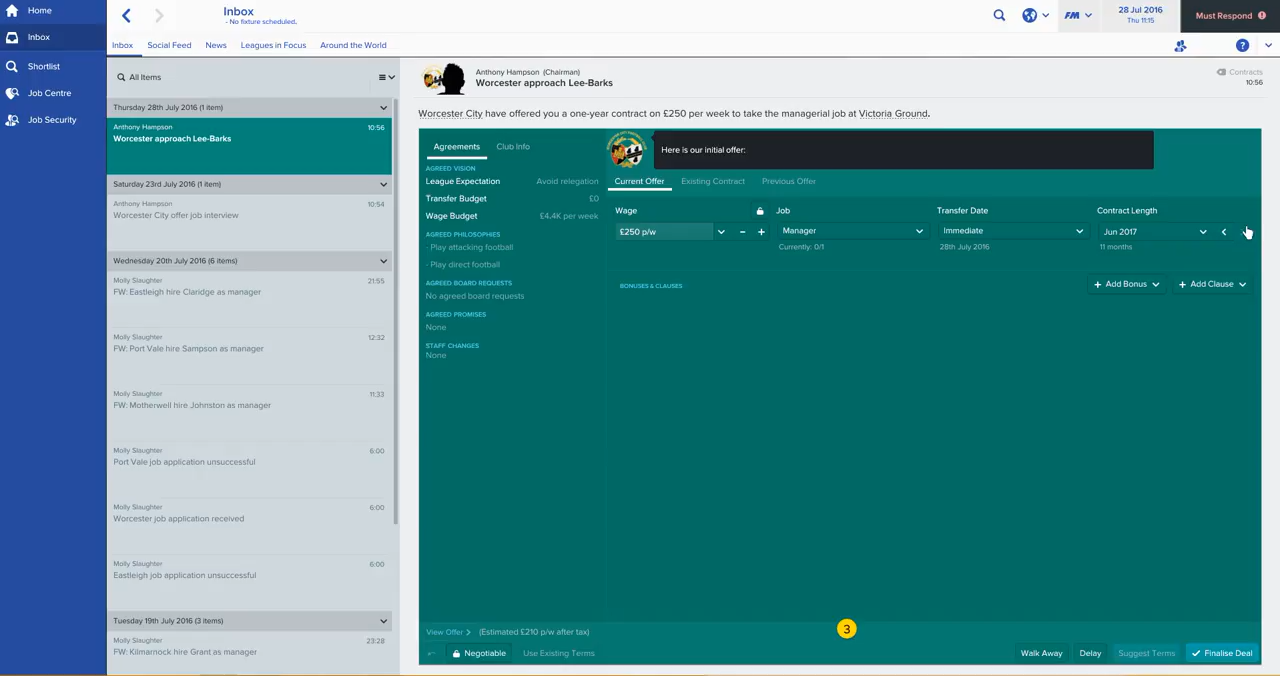 Home
Inbox
Shortlist
Job Centre
Job Security
Inbox
- No fixture scheduled.
FM
28 Jul 2016
Thu 11:15
Must Respond
Inbox
Social Feed
News
Leagues in Focus
Around the World
?
All Items
Thursday 28th July 2016 (1 item)
Anthony Hampson 10:56
Worcester approach Lee-Barks
Saturday 23rd July 2016 (1 item)
Anthony Hampson 10:54
Worcester City offer job interview
Wednesday 20th July 2016 (6 items)
Molly Slaughter 21:55
FW: Eastleigh hire Claridge as manager
Molly Slaughter 12:32
FW: Port Vale hire Sampson as manager
Molly Slaughter 11:33
FW: Motherwell hire Johnston as manager
Molly Slaughter 6:00
Port Vale job application unsuccessful
Molly Slaughter 6:00
Worcester job application received
Molly Slaughter 6:00
Eastleigh job application unsuccessful
Tuesday 19th July 2016 (3 items)
Molly Slaughter 23:28
FW: Kilmarnock hire Grant as manager
Anthony Hampson (Chairman)
Worcester approach Lee-Barks
Contracts
10:56
Worcester City have offered you a one-year contract on £250 per week to take the managerial job at Victoria Ground.
Agreements Club Info
AGREED VISION
League Expectation Avoid relegation
Transfer Budget £0
Wage Budget £4.4K per week
AGREED PHILOSOPHIES
- Play attacking football
- Play direct football
AGREED BOARD REQUESTS
No agreed board requests
AGREED PROMISES
None
STAFF CHANGES
None
Here is our initial offer:
Current Offer Existing Contract Previous Offer
Wage Job Transfer Date Contract Length
£250 p/w Manager Immediate Jun 2017
Currently: 0/1 28th July 2016 11 months
BONUSES & CLAUSES
+ Add Bonus + Add Clause
View Offer > (Estimated £210 p/w after tax)
3
Negotiable Use Existing Terms Walk Away Delay Suggest Terms Finalise Deal